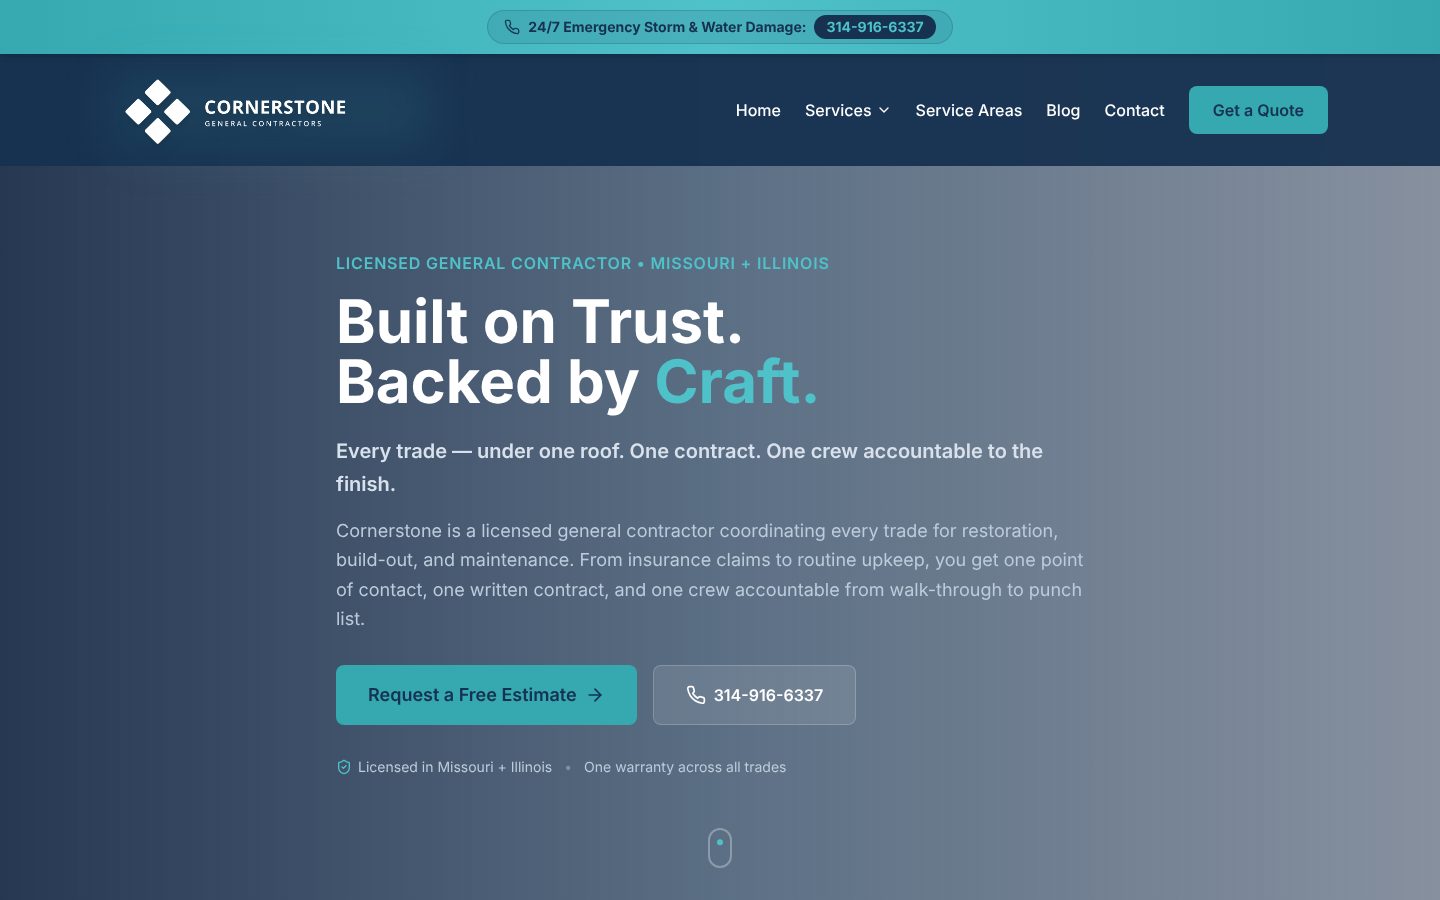 24/7 Emergency Storm & Water Damage: 314-916-6337
CORNERSTONE
GENERAL CONTRACTORS
Home Services Service Areas Blog Contact Get a Quote
LICENSED GENERAL CONTRACTOR • MISSOURI + ILLINOIS
Built on Trust.
Backed by Craft.
Every trade — under one roof. One contract. One crew accountable to the
finish.
Cornerstone is a licensed general contractor coordinating every trade for restoration,
build-out, and maintenance. From insurance claims to routine upkeep, you get one point
of contact, one written contract, and one crew accountable from walk-through to punch
list.
Request a Free Estimate → 314-916-6337
Licensed in Missouri + Illinois • One warranty across all trades